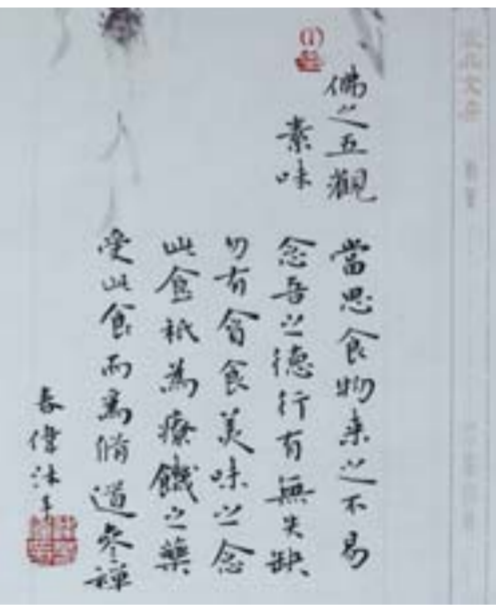 佛之五觀
素味
當思食物来之不易
念吾之德行有無失缺
勿有貪食美味之念
此食祇為療饑之藥
受此食而為脩道参禪
春偉沐手